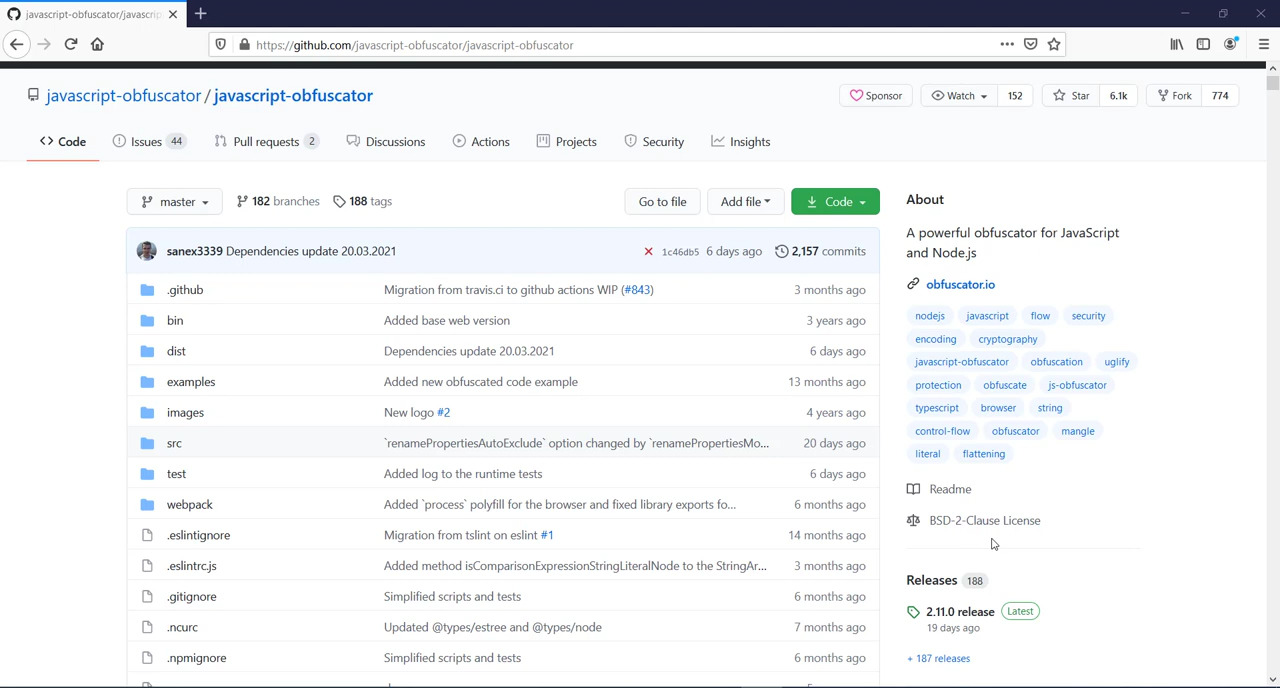 javascript-obfuscator/javascrip
https://github.com/javascript-obfuscator/javascript-obfuscator
javascript-obfuscator / javascript-obfuscator
Sponsor Watch 152 Star 6.1k Fork 774
Code Issues 44 Pull requests 2 Discussions Actions Projects Security Insights
master 182 branches 188 tags Go to file Add file Code
sanex3339 Dependencies update 20.03.2021 1c46db5 6 days ago 2,157 commits
.github Migration from travis.ci to github actions WIP (#843) 3 months ago
bin Added base web version 3 years ago
dist Dependencies update 20.03.2021 6 days ago
examples Added new obfuscated code example 13 months ago
images New logo #2 4 years ago
src `renamePropertiesAutoExclude` option changed by `renamePropertiesMo... 20 days ago
test Added log to the runtime tests 6 days ago
webpack Added `process` polyfill for the browser and fixed library exports fo... 6 months ago
.eslintignore Migration from tslint on eslint #1 14 months ago
.eslintrc.js Added method isComparisonExpressionStringLiteralNode to the StringAr... 3 months ago
.gitignore Simplified scripts and tests 6 months ago
.ncurc Updated @types/estree and @types/node 7 months ago
.npmignore Simplified scripts and tests 6 months ago
About
A powerful obfuscator for JavaScript
and Node.js
obfuscator.io
nodejs javascript flow security
encoding cryptography
javascript-obfuscator obfuscation uglify
protection obfuscate js-obfuscator
typescript browser string
control-flow obfuscator mangle
literal flattening
Readme
BSD-2-Clause License
Releases 188
2.11.0 release Latest
19 days ago
+ 187 releases